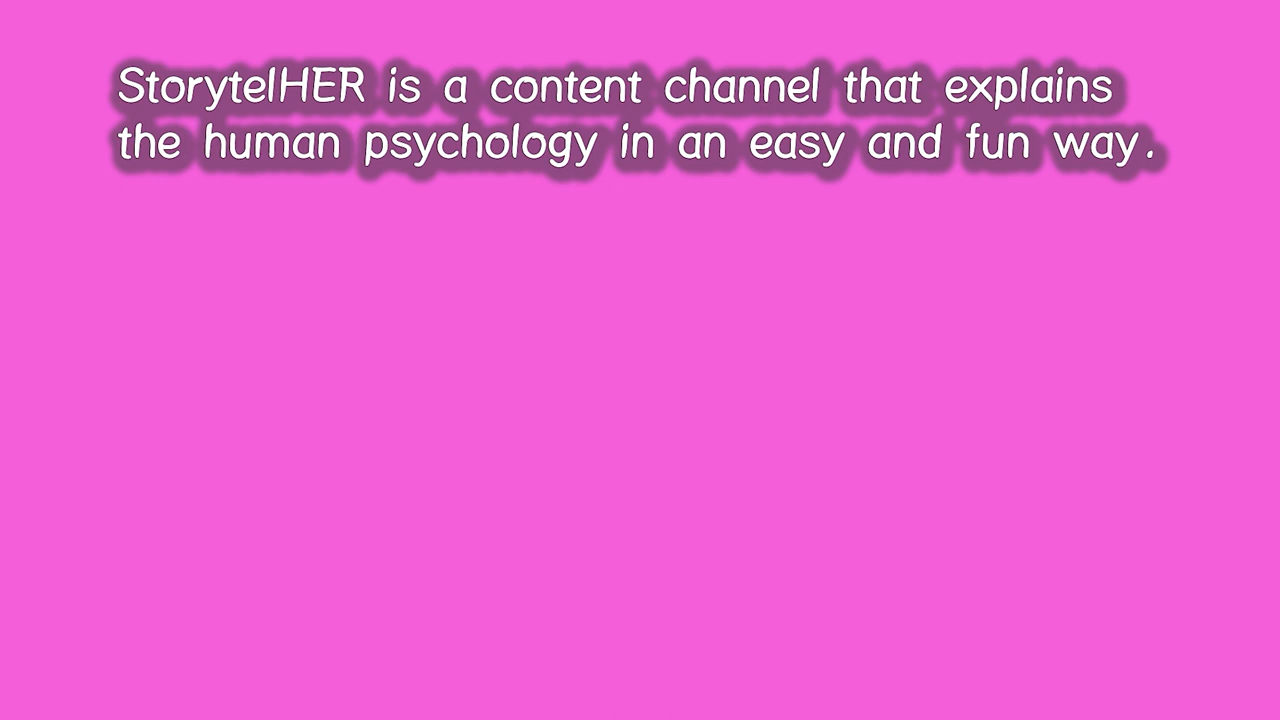 StorytelHER is a content channel that explains
the human psychology in an easy and fun way.